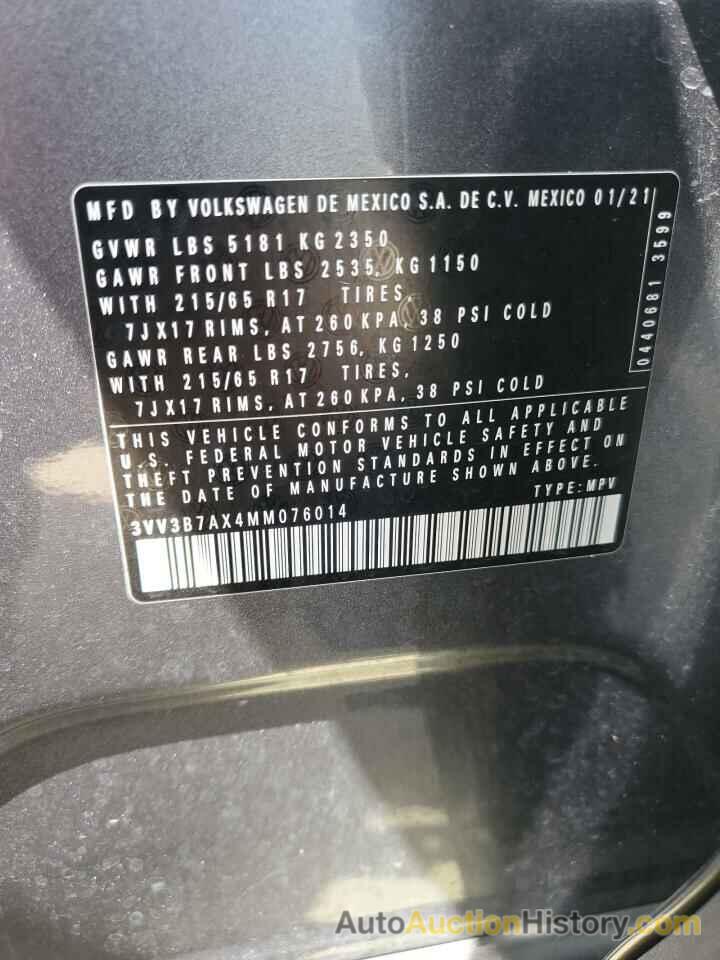 MFD BY VOLKSWAGEN DE MEXICO S.A. DE C.V. MEXICO 01/21
GVWR LBS 5181 KG 2350
GAWR FRONT LBS 2535, KG 1150
WITH 215/65 R17 TIRES,
7JX17 RIMS, AT 260 KPA, 38 PSI COLD
GAWR REAR LBS 2756, KG 1250
WITH 215/65 R17 TIRES,
7JX17 RIMS, AT 260 KPA, 38 PSI COLD
0440681 3599
THIS VEHICLE CONFORMS TO ALL APPLICABLE
U.S. FEDERAL MOTOR VEHICLE SAFETY AND
THEFT PREVENTION STANDARDS IN EFFECT ON
THE DATE OF MANUFACTURE SHOWN ABOVE.
TYPE: MPV
3VV3B7AX4MM076014
AutoAuctionHistory.com